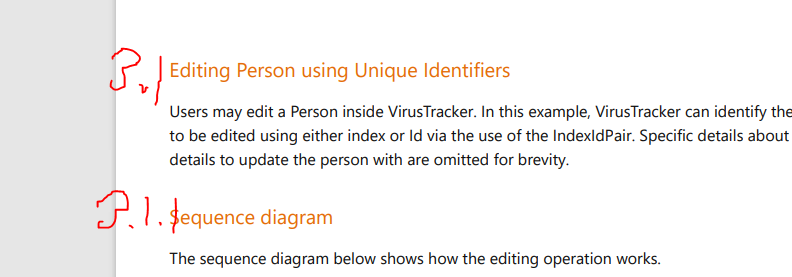 3.1 Editing Person using Unique Identifiers
Users may edit a Person inside VirusTracker. In this example, VirusTracker can identify the
to be edited using either index or Id via the use of the IndexIdPair. Specific details about
details to update the person with are omitted for brevity.
3.1.1 Sequence diagram
The sequence diagram below shows how the editing operation works.